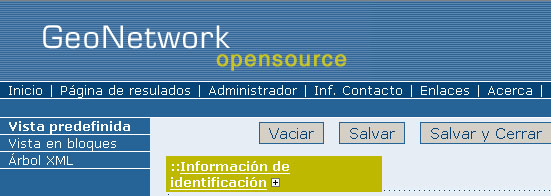 GeoNetwork
opensource
Inicio | Página de resulados | Administrador | Inf. Contacto | Enlaces | Acerca |
Vista predefinida
Vista en bloques
Árbol XML
Vaciar Salvar Salvar y Cerrar
::Información de
identificación